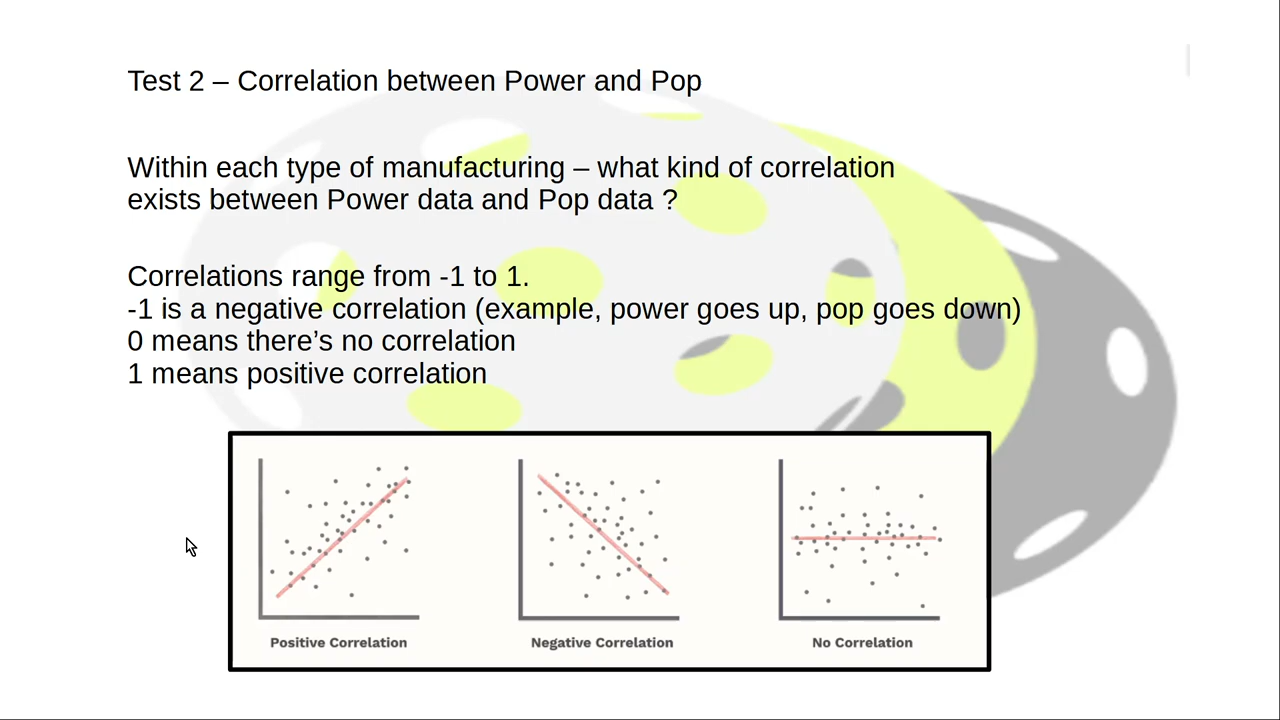 Test 2 – Correlation between Power and Pop
Within each type of manufacturing – what kind of correlation
exists between Power data and Pop data ?
Correlations range from -1 to 1.
-1 is a negative correlation (example, power goes up, pop goes down)
0 means there’s no correlation
1 means positive correlation
Positive Correlation
Negative Correlation
No Correlation